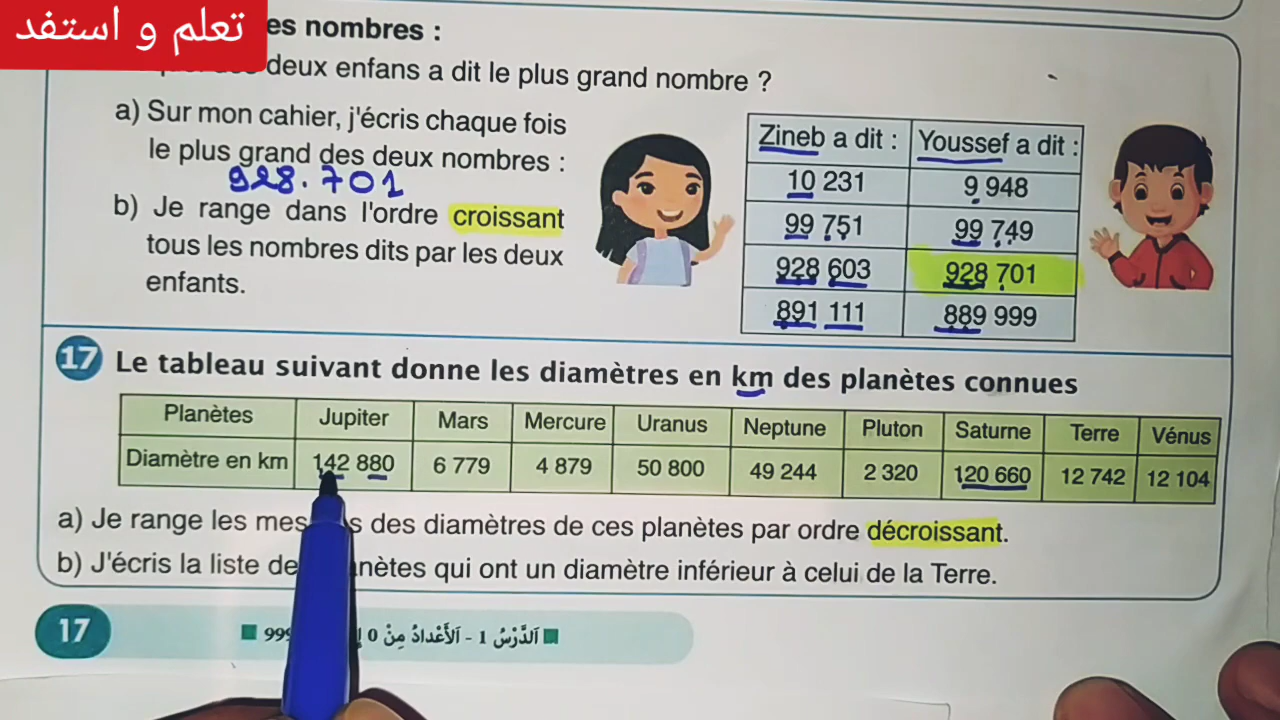 تعلم و استفد
es nombres :
deux enfans a dit le plus grand nombre ?
a) Sur mon cahier, j'écris chaque fois
le plus grand des deux nombres :
928.701
b) Je range dans l'ordre croissant
tous les nombres dits par les deux
enfants.
Zineb a dit : Youssef a dit :
10 231 9 948
99 751 99 749
928 603 928 701
891 111 889 999
17 Le tableau suivant donne les diamètres en km des planètes connues
Planètes Jupiter Mars Mercure Uranus Neptune Pluton Saturne Terre Vénus
Diamètre en km 142 880 6 779 4 879 50 800 49 244 2 320 120 660 12 742 12 104
a) Je range les mes s des diamètres de ces planètes par ordre décroissant.
b) J'écris la liste de nètes qui ont un diamètre inférieur à celui de la Terre.
17
اَلدَّرْسُ 1 - اَلْأَعْدادُ مِنْ 0 999